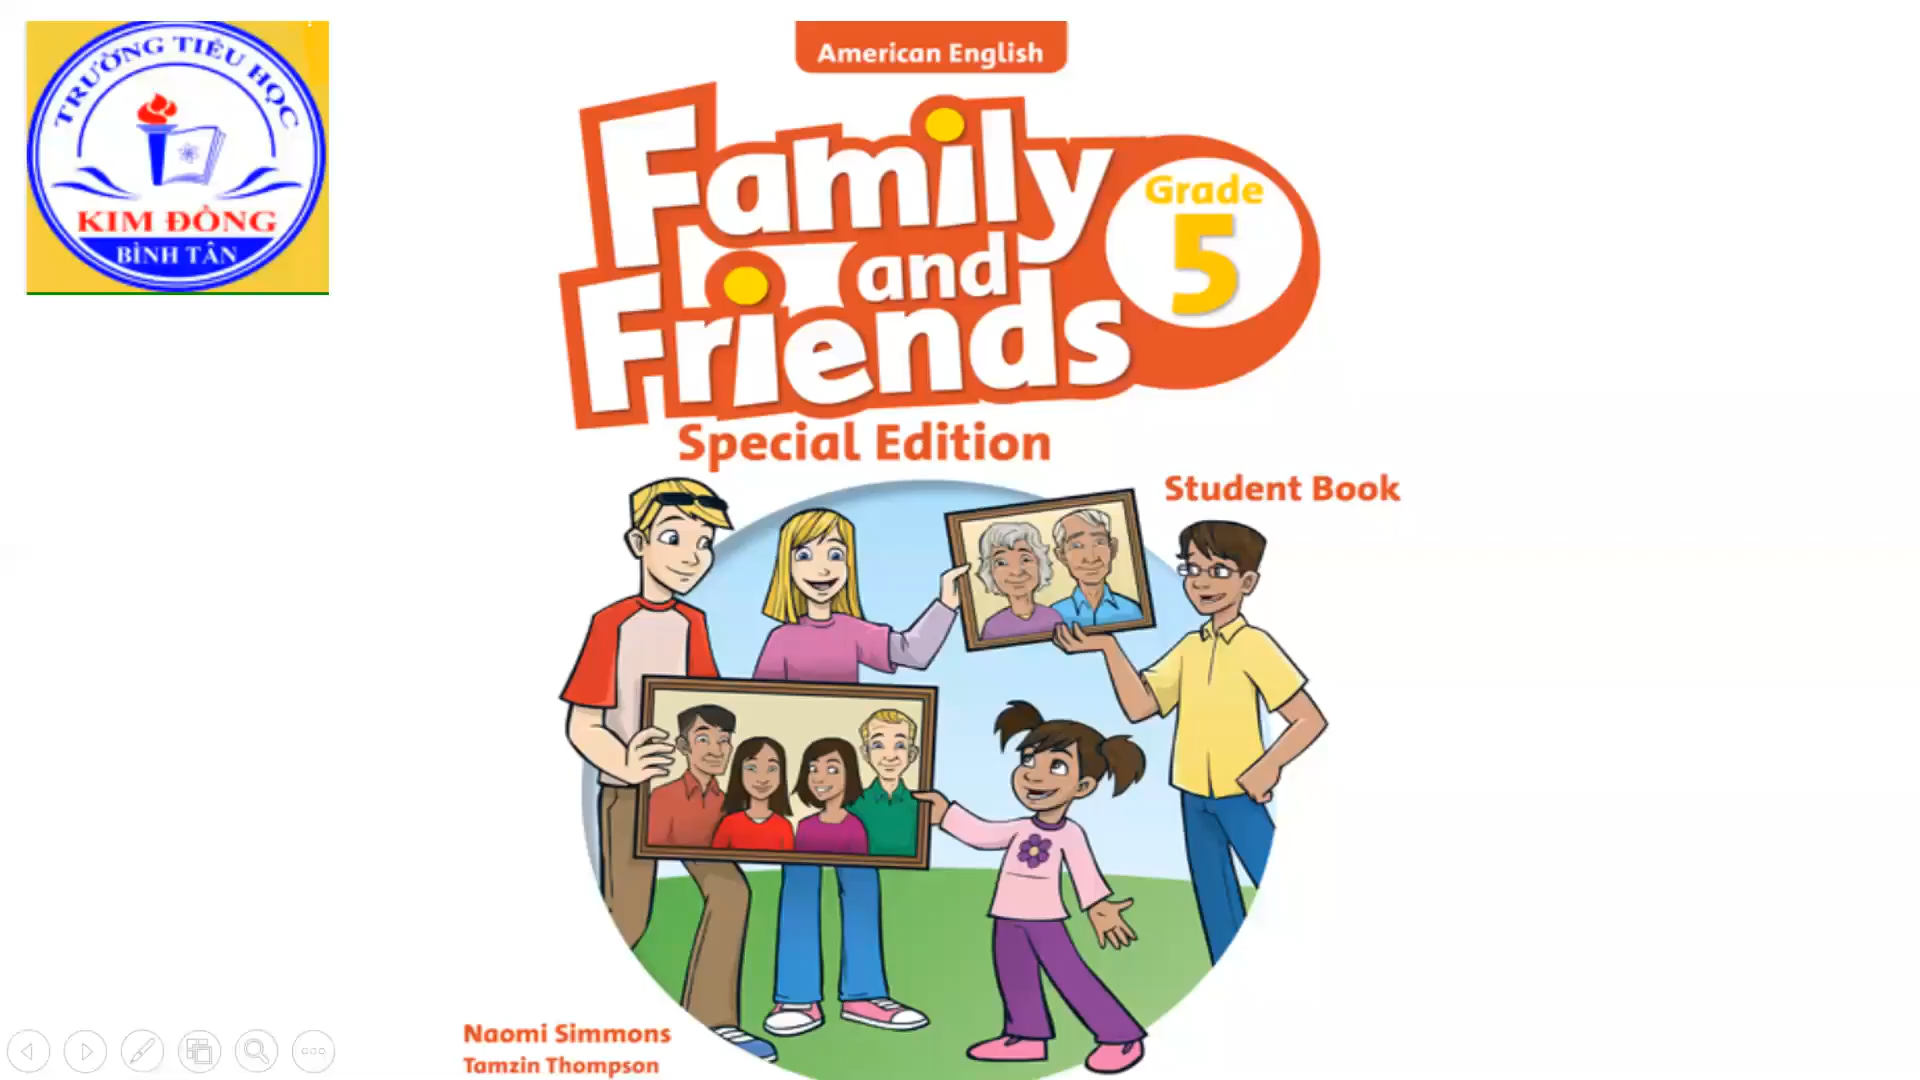 TRƯỜNG TIỂU HỌC
KIM ĐỒNG
BÌNH TÂN
American English
Family
and
Friends
Grade
5
Special Edition
Student Book
Naomi Simmons
Tamzin Thompson